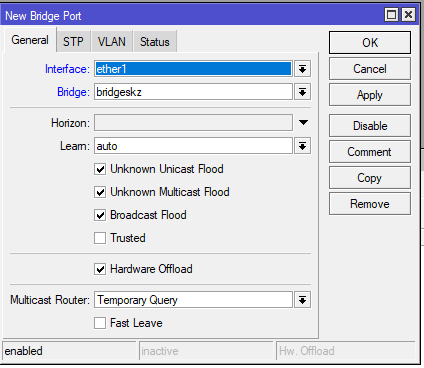 New Bridge Port
General STP VLAN Status
OK
Interface: ether1
Cancel
Bridge: bridgeskz
Apply
Horizon:
Disable
Learn: auto
Comment
Unknown Unicast Flood
Copy
Unknown Multicast Flood
Remove
Broadcast Flood
Trusted
Hardware Offload
Multicast Router: Temporary Query
Fast Leave
enabled inactive Hw. Offload